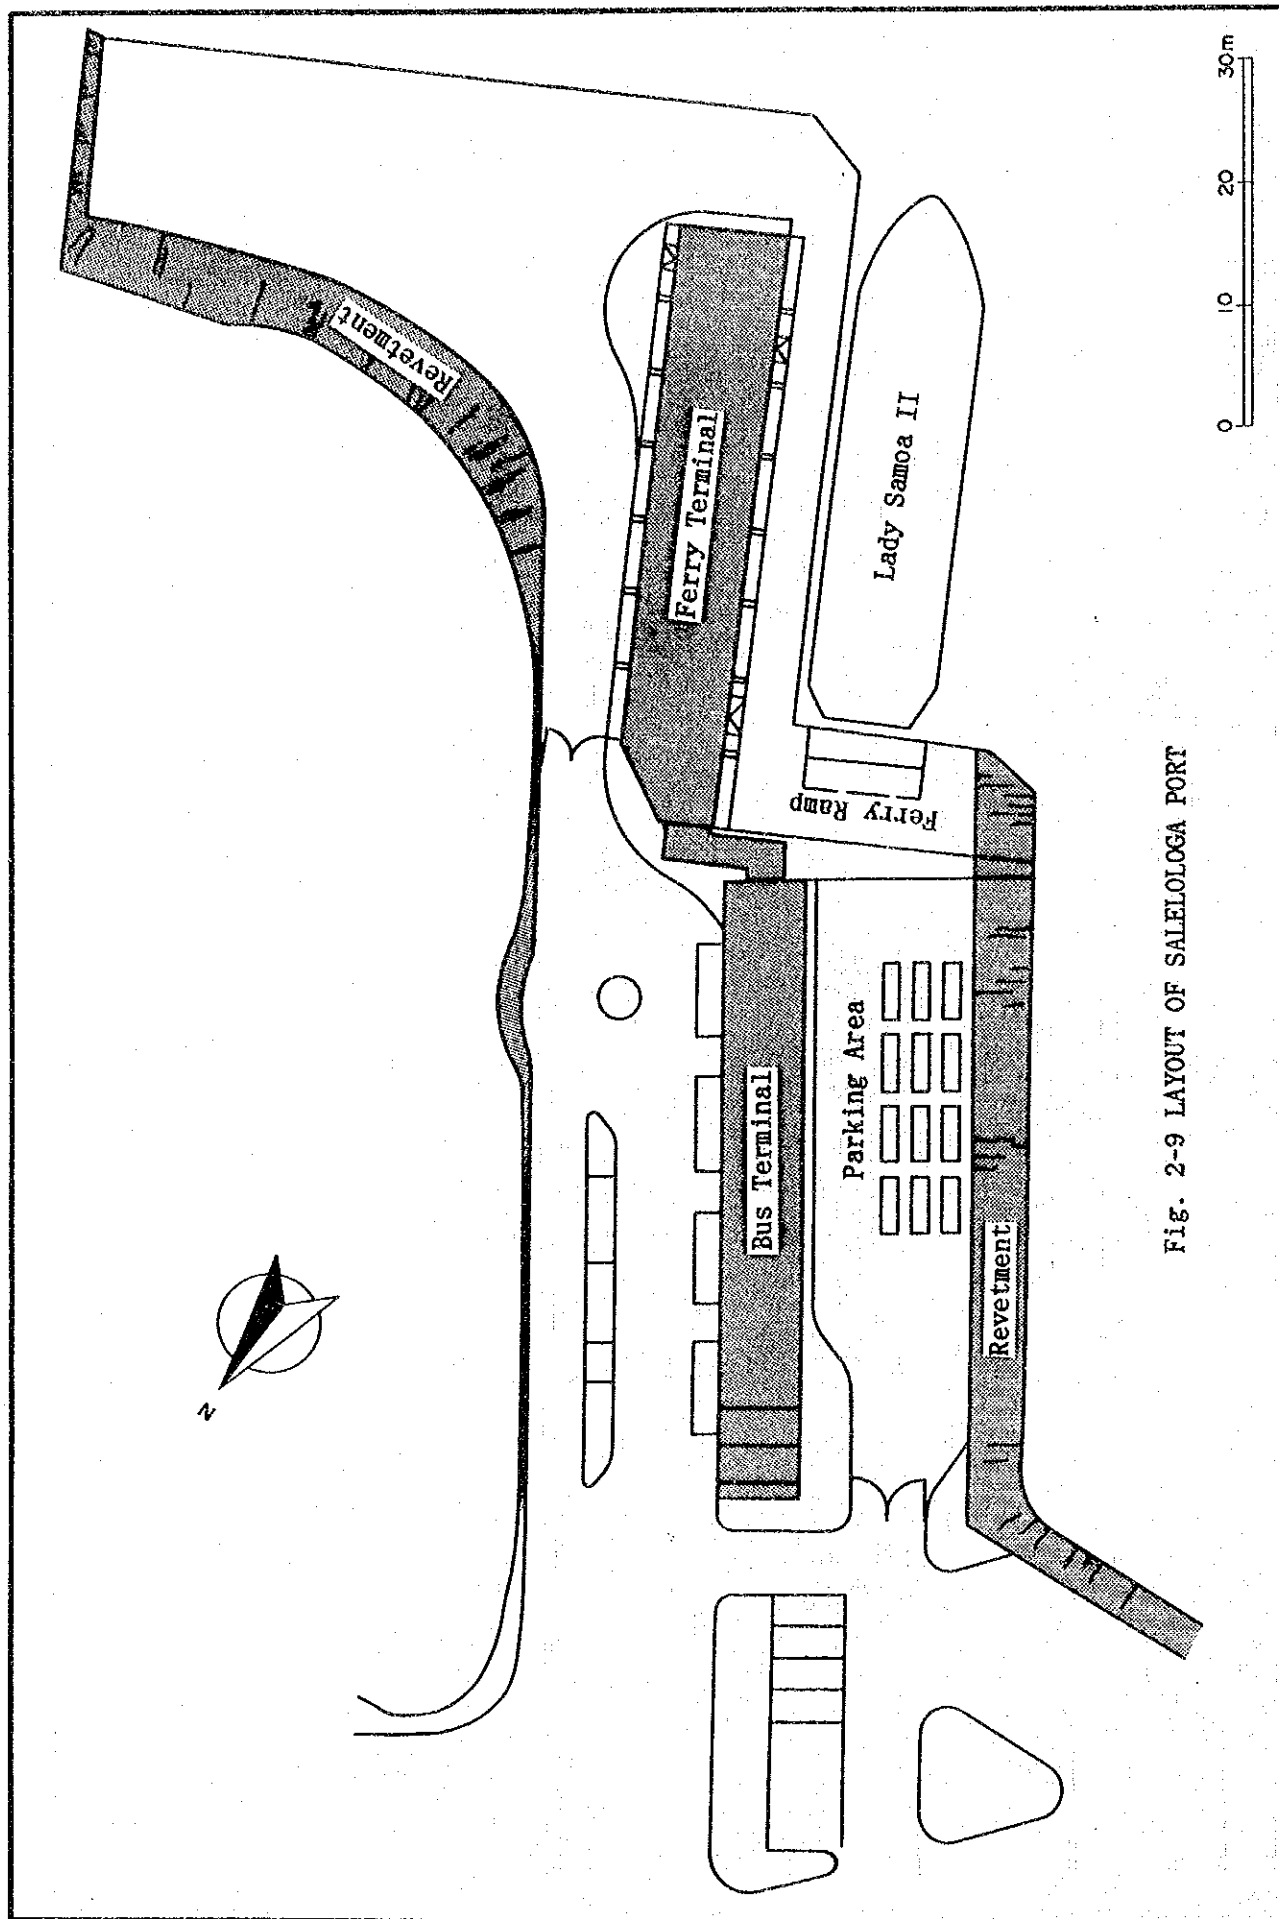 Revetment
Ferry Terminal
Lady Samoa II
Ferry Ramp
Bus Terminal
Parking Area
Revetment
N
0 10 20 30m
Fig. 2-9 LAYOUT OF SALELOLOGA PORT